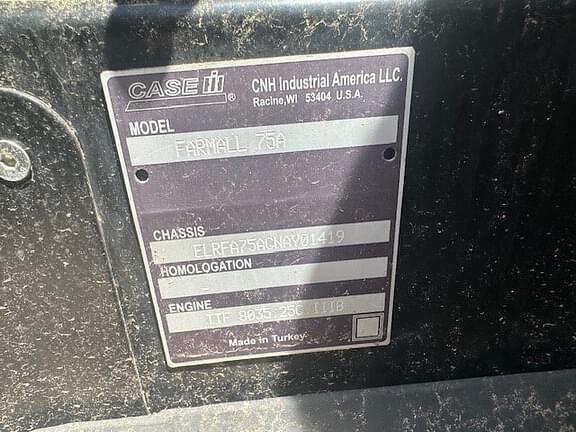 CASE IH
CNH Industrial America LLC.
Racine,WI 53404 U.S.A.
MODEL
FARMALL 75A
CHASSIS
ELRFA75ACNAY01419
HOMOLOGATION
ENGINE
TTF 8035.25C.IIIB
Made in Turkey